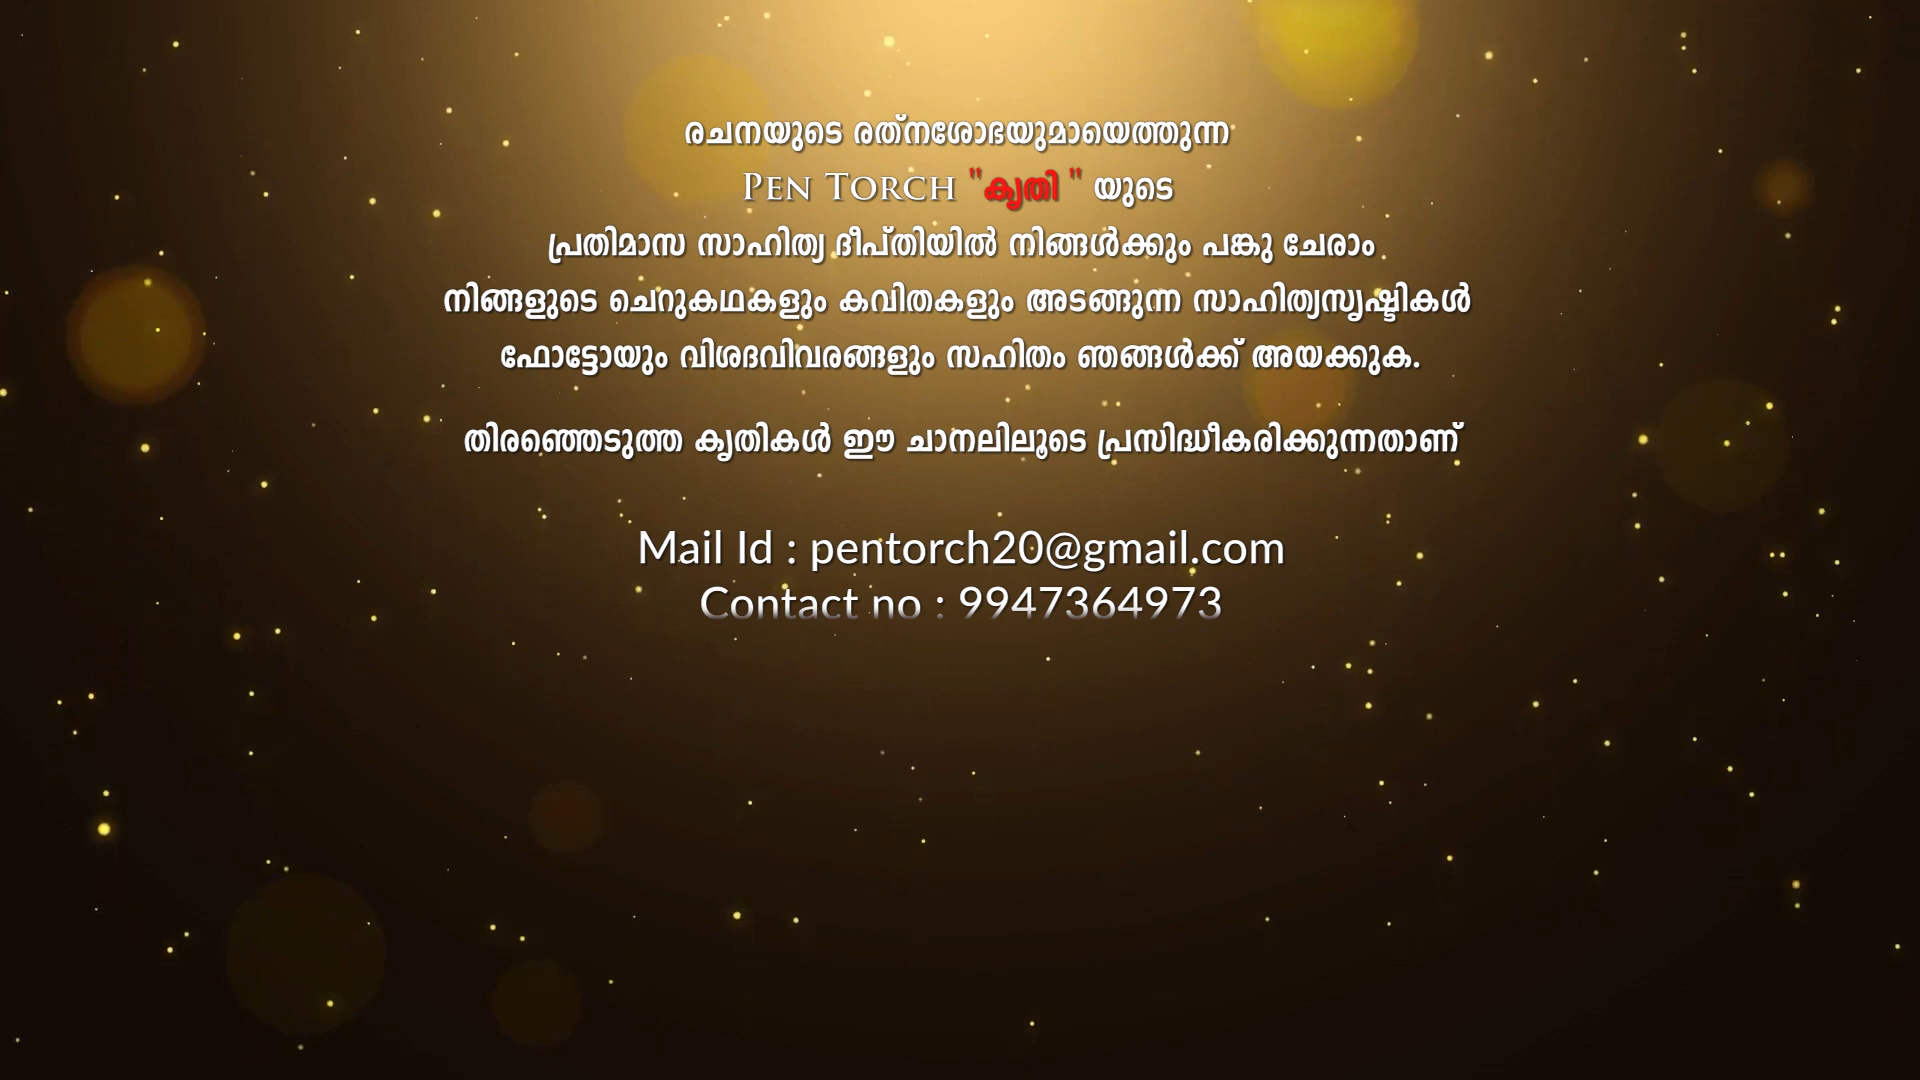 രചനയുടെ രത്നശോഭയുമായെത്തുന്ന
PEN TORCH "കൃതി " യുടെ
പ്രതിമാസ സാഹിത്യ ദീപ്തിയിൽ നിങ്ങൾക്കും പങ്കു ചേരാം
നിങ്ങളുടെ ചെറുകഥകളും കവിതകളും അടങ്ങുന്ന സാഹിത്യസൃഷ്ടികൾ
ഫോട്ടോയും വിശദവിവരങ്ങളും സഹിതം ഞങ്ങൾക്ക് അയക്കുക.
തിരഞ്ഞെടുത്ത കൃതികൾ ഈ ചാനലിലൂടെ പ്രസിദ്ധീകരിക്കുന്നതാണ്
Mail Id : pentorch20@gmail.com
Contact no : 9947364973